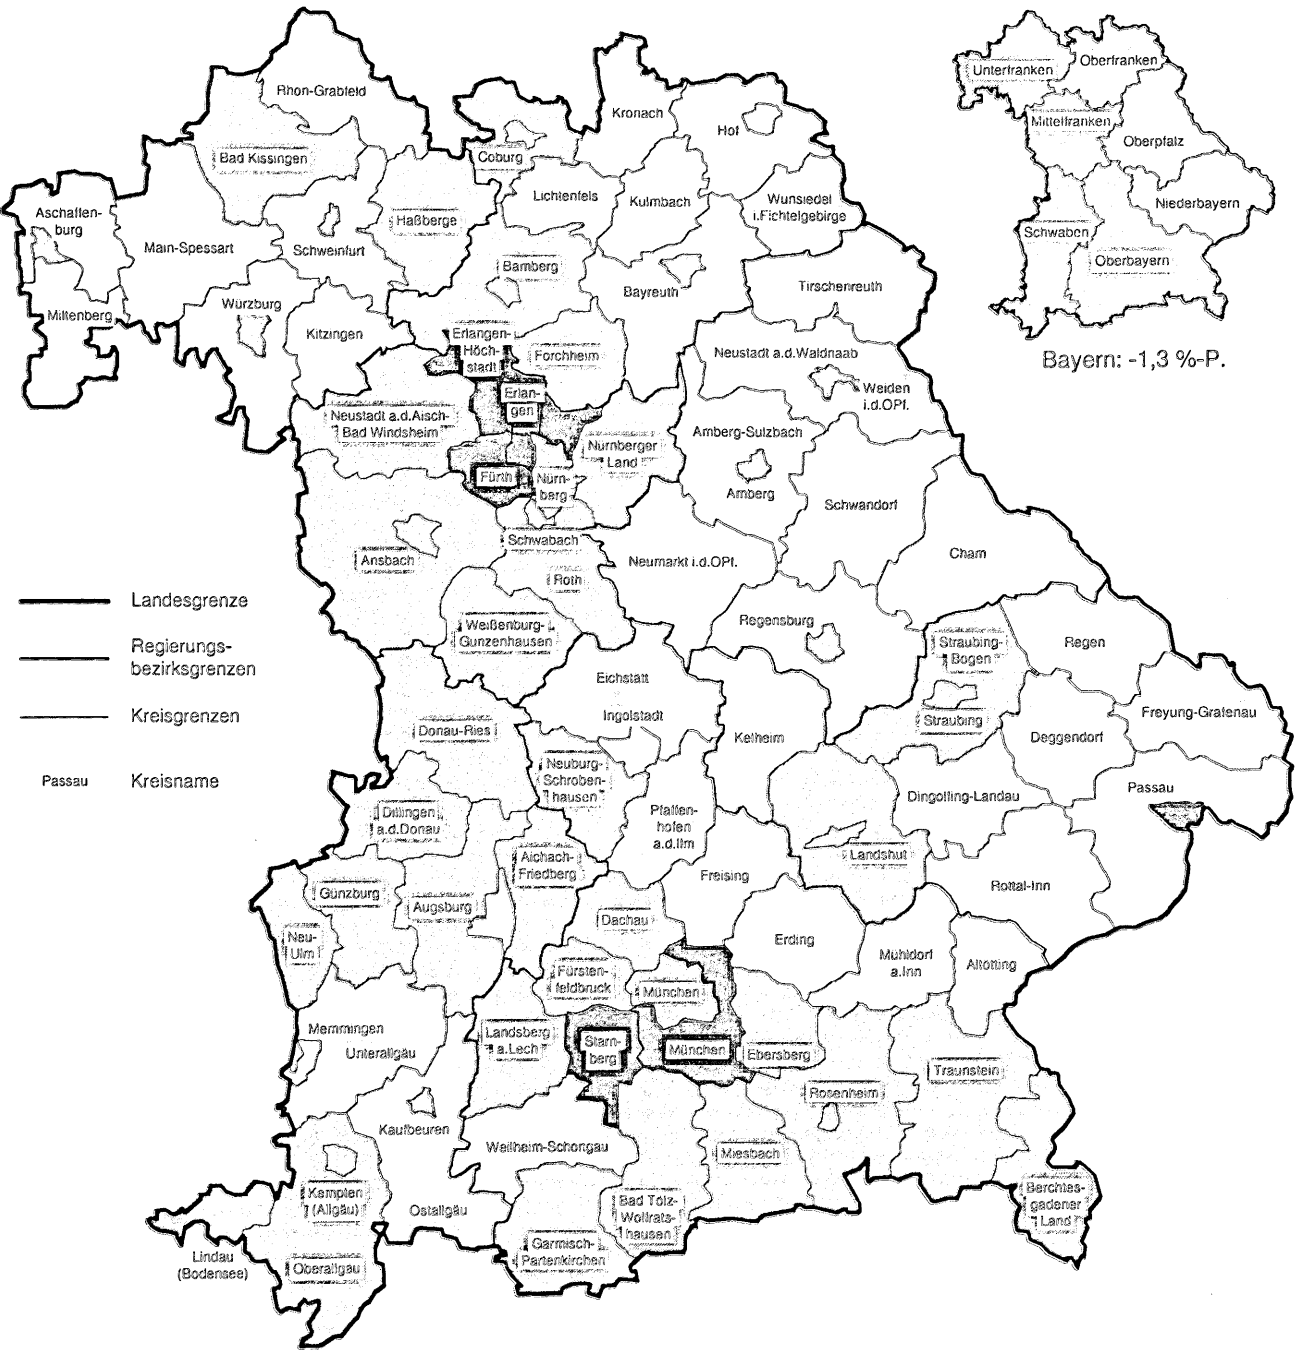 Rhön-Grabfeld
Bad Kissingen
Aschaffen-
burg
Main-Spessart
Schweinfurt
Haßberge
Miltenberg
Würzburg
Kitzingen
Coburg
Kronach
Hof
Lichtenfels
Kulmbach
Wunsiedel
i.Fichtelgebirge
Bamberg
Bayreuth
Tirschenreuth
Erlangen-
Höch-
stadt
Forchheim
Neustadt a.d.Waldnaab
Weiden
i.d.OPf.
Erlan-
gen
Neustadt a.d.Aisch-
Bad Windsheim
Nürnberger
Land
Amberg-Sulzbach
Amberg
Fürth
Nürn-
berg
Schwandorf
Schwabach
Ansbach
Roth
Neumarkt i.d.OPf.
Cham
Weißenburg-
Gunzenhausen
Regensburg
Straubing-
Bogen
Straubing
Regen
Eichstätt
Ingolstadt
Freyung-Grafenau
Donau-Ries
Kelheim
Deggendorf
Neuburg-
Schroben-
hausen
Passau
Dingolfing-Landau
Dillingen
a.d.Donau
Pfaffen-
hofen
a.d.Ilm
Aichach-
Friedberg
Landshut
Günzburg
Augsburg
Freising
Rottal-Inn
Neu-
Ulm
Dachau
Erding
Mühldorf
a.Inn
Altötting
Fürsten-
feldbruck
München
Memmingen
Unterallgäu
Landsberg
a.Lech
Starn-
berg
München
Ebersberg
Traunstein
Rosenheim
Kaufbeuren
Weilheim-Schongau
Miesbach
Kempten
(Allgäu)
Ostallgäu
Bad Tölz-
Wolfrats-
hausen
Berchtes-
gadener
Land
Garmisch-
Partenkirchen
Lindau
(Bodensee)
Oberallgäu
Unterfranken
Oberfranken
Mittelfranken
Oberpfalz
Niederbayern
Schwaben
Oberbayern
Bayern: -1,3 %-P.
Landesgrenze
Regierungs-
bezirksgrenzen
Kreisgrenzen
Passau Kreisname